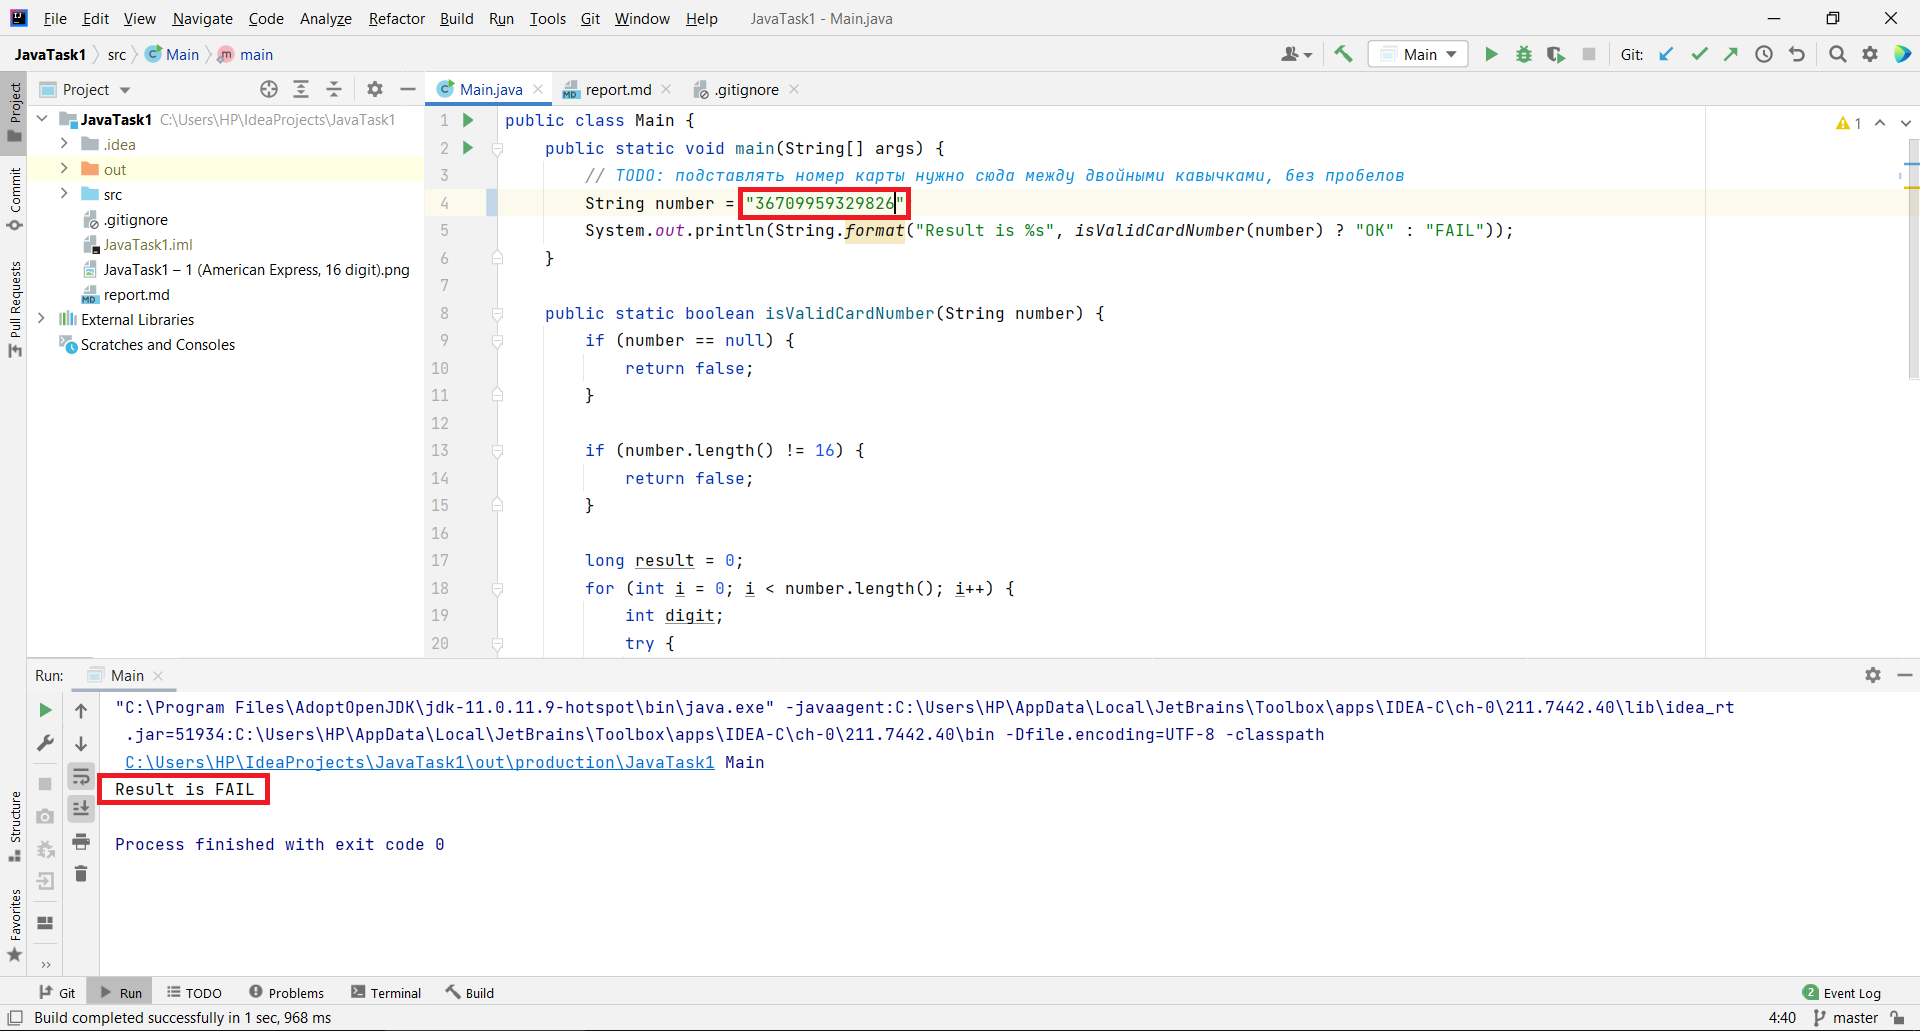 File Edit View Navigate Code Analyze Refactor Build Run Tools Git Window Help JavaTask1 - Main.java
JavaTask1 src Main main
Main Git:
Project
Main.java report.md .gitignore
JavaTask1 C:\Users\HP\IdeaProjects\JavaTask1
.idea
out
src
.gitignore
JavaTask1.iml
JavaTask1 – 1 (American Express, 16 digit).png
report.md
External Libraries
Scratches and Consoles
Project
Commit
Pull Requests
Structure
Favorites
1 public class Main {
2 public static void main(String[] args) {
3 // TODO: подставлять номер карты нужно сюда между двойными кавычками, без пробелов
4 String number = "36709959329826"
5 System.out.println(String.format("Result is %s", isValidCardNumber(number) ? "OK" : "FAIL"));
6 }
7
8 public static boolean isValidCardNumber(String number) {
9 if (number == null) {
10 return false;
11 }
12
13 if (number.length() != 16) {
14 return false;
15 }
16
17 long result = 0;
18 for (int i = 0; i < number.length(); i++) {
19 int digit;
20 try {
1
Run: Main
"C:\Program Files\AdoptOpenJDK\jdk-11.0.11.9-hotspot\bin\java.exe" -javaagent:C:\Users\HP\AppData\Local\JetBrains\Toolbox\apps\IDEA-C\ch-0\211.7442.40\lib\idea_rt
.jar=51934:C:\Users\HP\AppData\Local\JetBrains\Toolbox\apps\IDEA-C\ch-0\211.7442.40\bin -Dfile.encoding=UTF-8 -classpath
C:\Users\HP\IdeaProjects\JavaTask1\out\production\JavaTask1 Main
Result is FAIL
Process finished with exit code 0
Git Run TODO Problems Terminal Build 2 Event Log
Build completed successfully in 1 sec, 968 ms 4:40 master